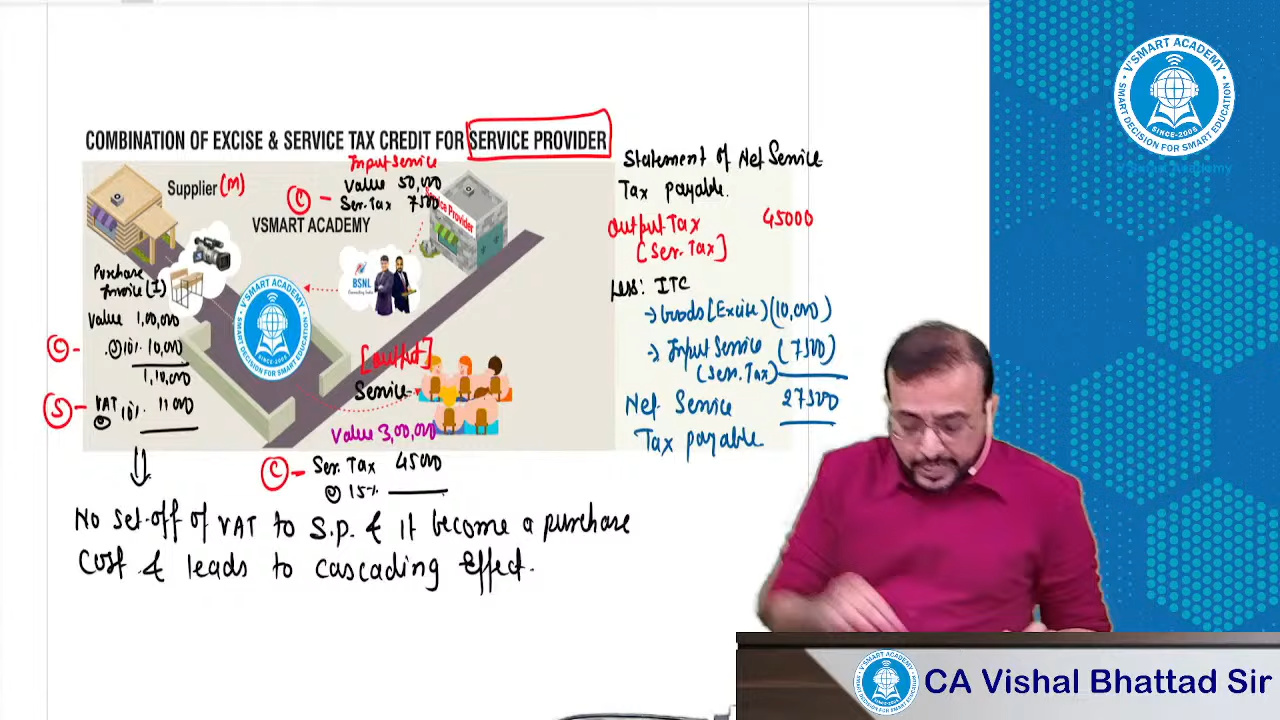 COMBINATION OF EXCISE & SERVICE TAX CREDIT FOR SERVICE PROVIDER
Input Service
Value 50,000
Ser. Tax 7500
C
Supplier (M)
Service Provider
VSMART ACADEMY
BSNL
Purchase
Invoice (I)
Value 1,00,000
@ 10% 10,000
C
1,10,000
VAT @ 10% 11000
S
[output]
Service
Value 3,00,000
C
Ser. Tax 45000
@ 15%
Statement of Net Service
Tax payable.
Output Tax 45000
[Ser. Tax]
Less: ITC
→ Goods [Excise] (10,000)
→ Input Service (7500)
(Ser. Tax)
Net Service 27500
Tax payable
No set-off of VAT to S.P. & it become a purchase
cost & leads to cascading Effect.
V'SMART ACADEMY
SINCE-2005
SMART DECISION FOR SMART EDUCATION
CA Vishal Bhattad Sir